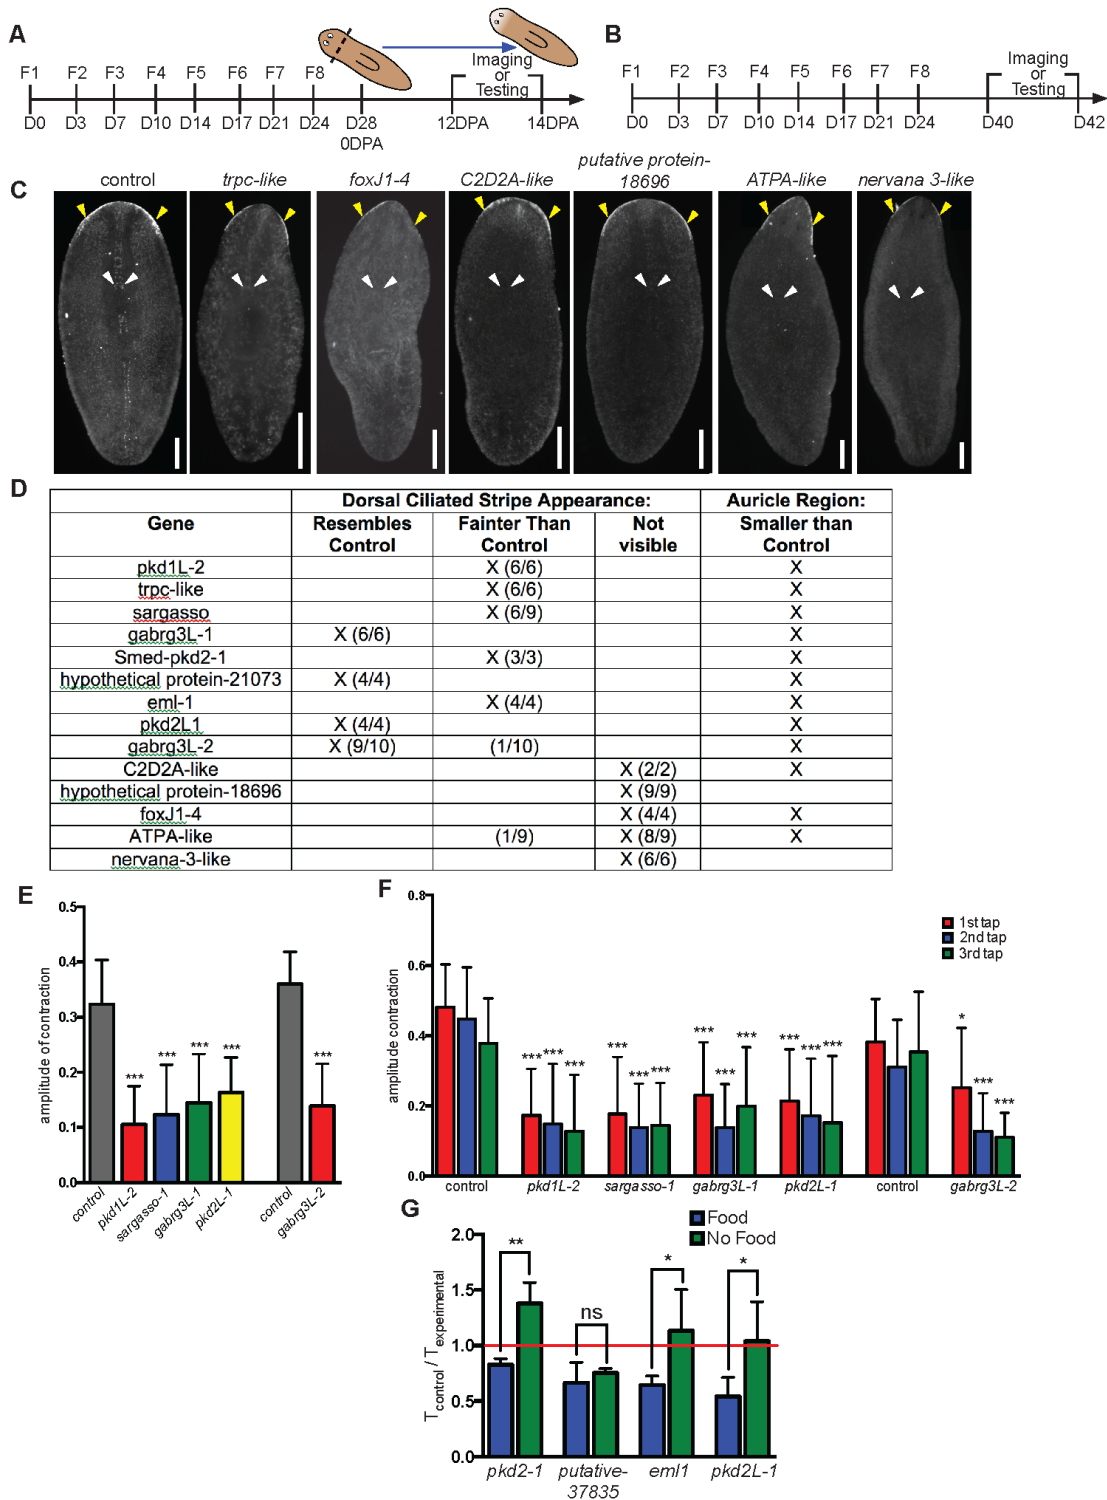 A
F1 F2 F3 F4 F5 F6 F7 F8
Imaging
or
Testing
D0 D3 D7 D10 D14 D17 D21 D24 D28 12DPA 14DPA
0DPA
B
F1 F2 F3 F4 F5 F6 F7 F8
Imaging
or
Testing
D0 D3 D7 D10 D14 D17 D21 D24 D40 D42
C
control
trpc-like
foxJ1-4
C2D2A-like
putative protein-
18696
ATPA-like
nervana 3-like
D
Dorsal Ciliated Stripe Appearance: Auricle Region:
Gene Resembles Control Fainter Than Control Not visible Smaller than Control
pkd1L-2 X (6/6) X
trpc-like X (6/6) X
sargasso X (6/9) X
gabrg3L-1 X (6/6) X
Smed-pkd2-1 X (3/3) X
hypothetical protein-21073 X (4/4) X
eml-1 X (4/4) X
pkd2L1 X (4/4) X
gabrg3L-2 X (9/10) (1/10) X
C2D2A-like X (2/2) X
hypothetical protein-18696 X (9/9)
foxJ1-4 X (4/4) X
ATPA-like (1/9) X (8/9) X
nervana-3-like X (6/6)
E
amplitude of contraction
0.5
0.4
0.3
0.2
0.1
0.0
*** *** *** *** ***
control pkd1L-2 sargasso-1 gabrg3L-1 pkd2L-1 control gabrg3L-2
F
amplitude contraction
0.8
0.6
0.4
0.2
0.0
1st tap
2nd tap
3rd tap
*** *** *** *** *** *** *** *** *** *** *** *** * *** ***
control pkd1L-2 sargasso-1 gabrg3L-1 pkd2L-1 control gabrg3L-2
G
Food
No Food
Tcontrol / Texperimental
2.0
1.5
1.0
0.5
0.0
** ns * *
pkd2-1 putative-37835 eml1 pkd2L-1